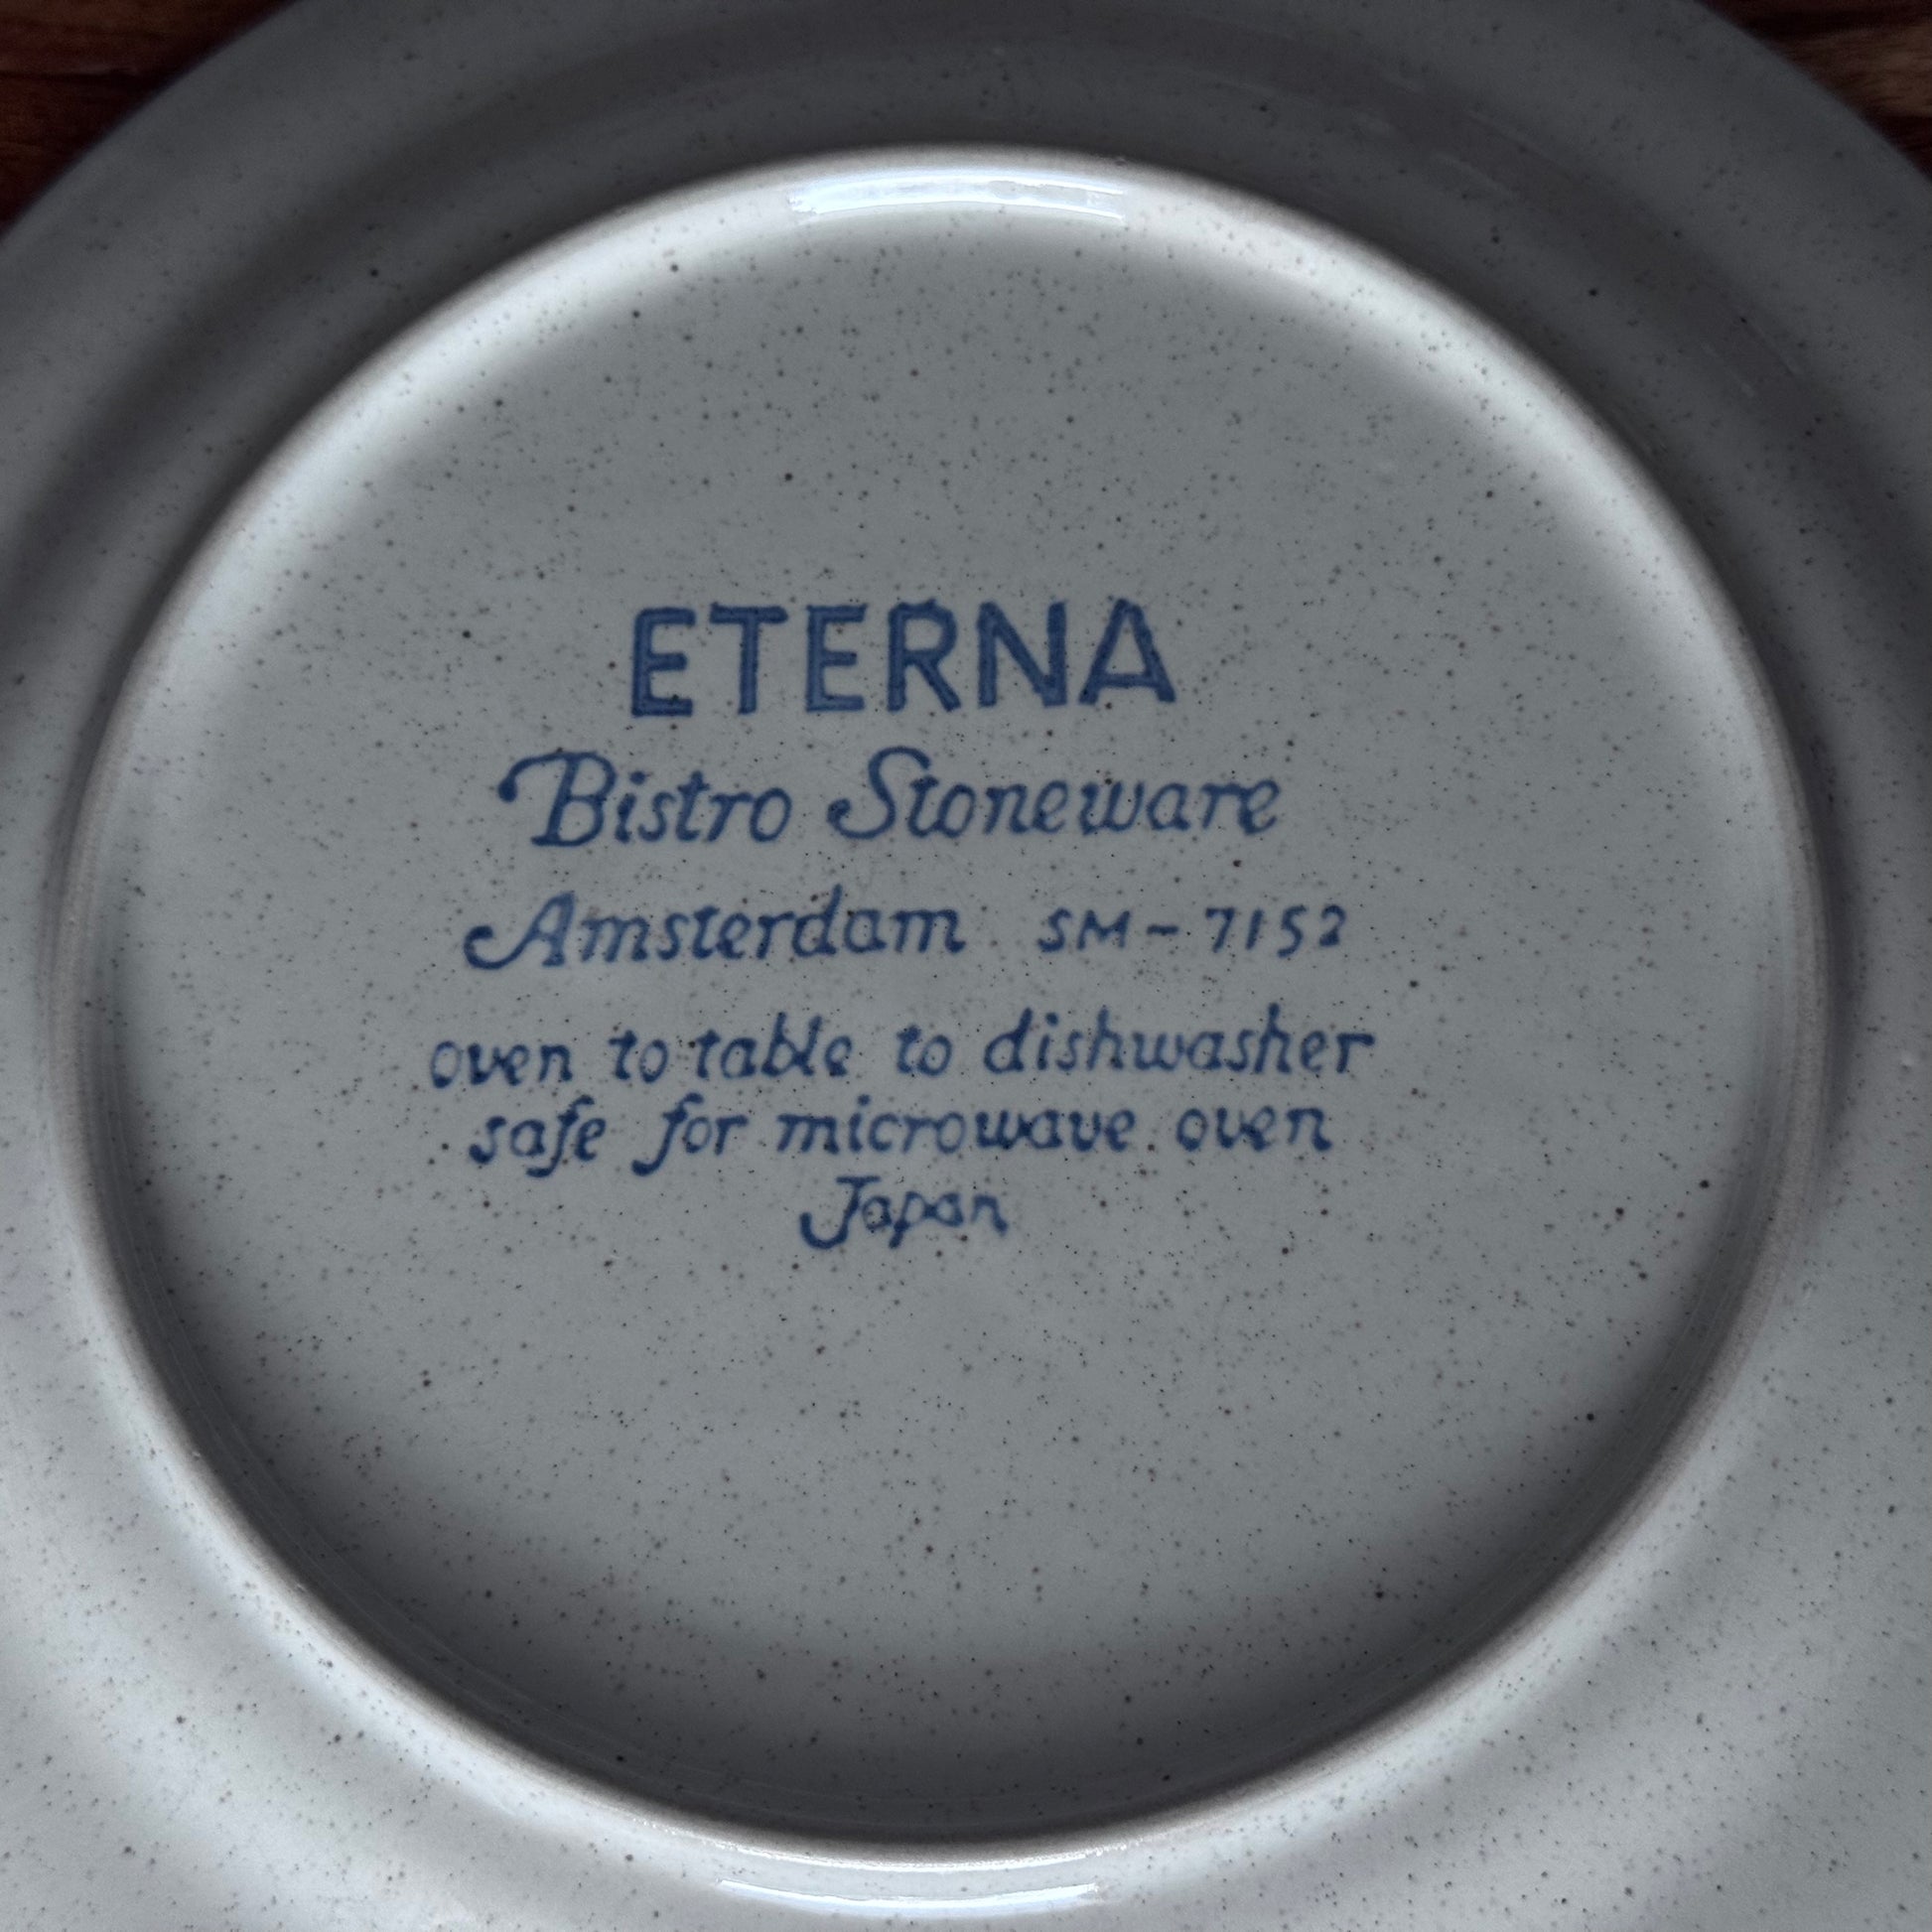 ETERNA
Bistro Stoneware
Amsterdam SM-7152
oven to table to dishwasher
safe for microwave oven
Japan